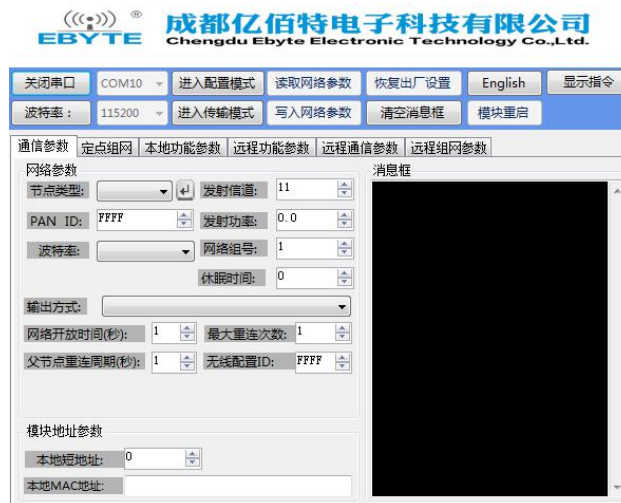 EBYTE ®
成都亿佰特电子科技有限公司
Chengdu Ebyte Electronic Technology Co.,Ltd.
关闭串口 COM10 进入配置模式 读取网络参数 恢复出厂设置 English 显示指令
波特率： 115200 进入传输模式 写入网络参数 清空消息框 模块重启
通信参数 定点组网 本地功能参数 远程功能参数 远程通信参数 远程组网参数
网络参数 消息框
节点类型: 发射信道: 11
PAN ID: FFFF 发射功率: 0.0
波特率: 网络组号: 1
休眠时间: 0
输出方式:
网络开放时间(秒): 1 最大重连次数: 1
父节点重连周期(秒): 1 无线配置ID: FFFF
模块地址参数
本地短地址: 0
本地MAC地址: